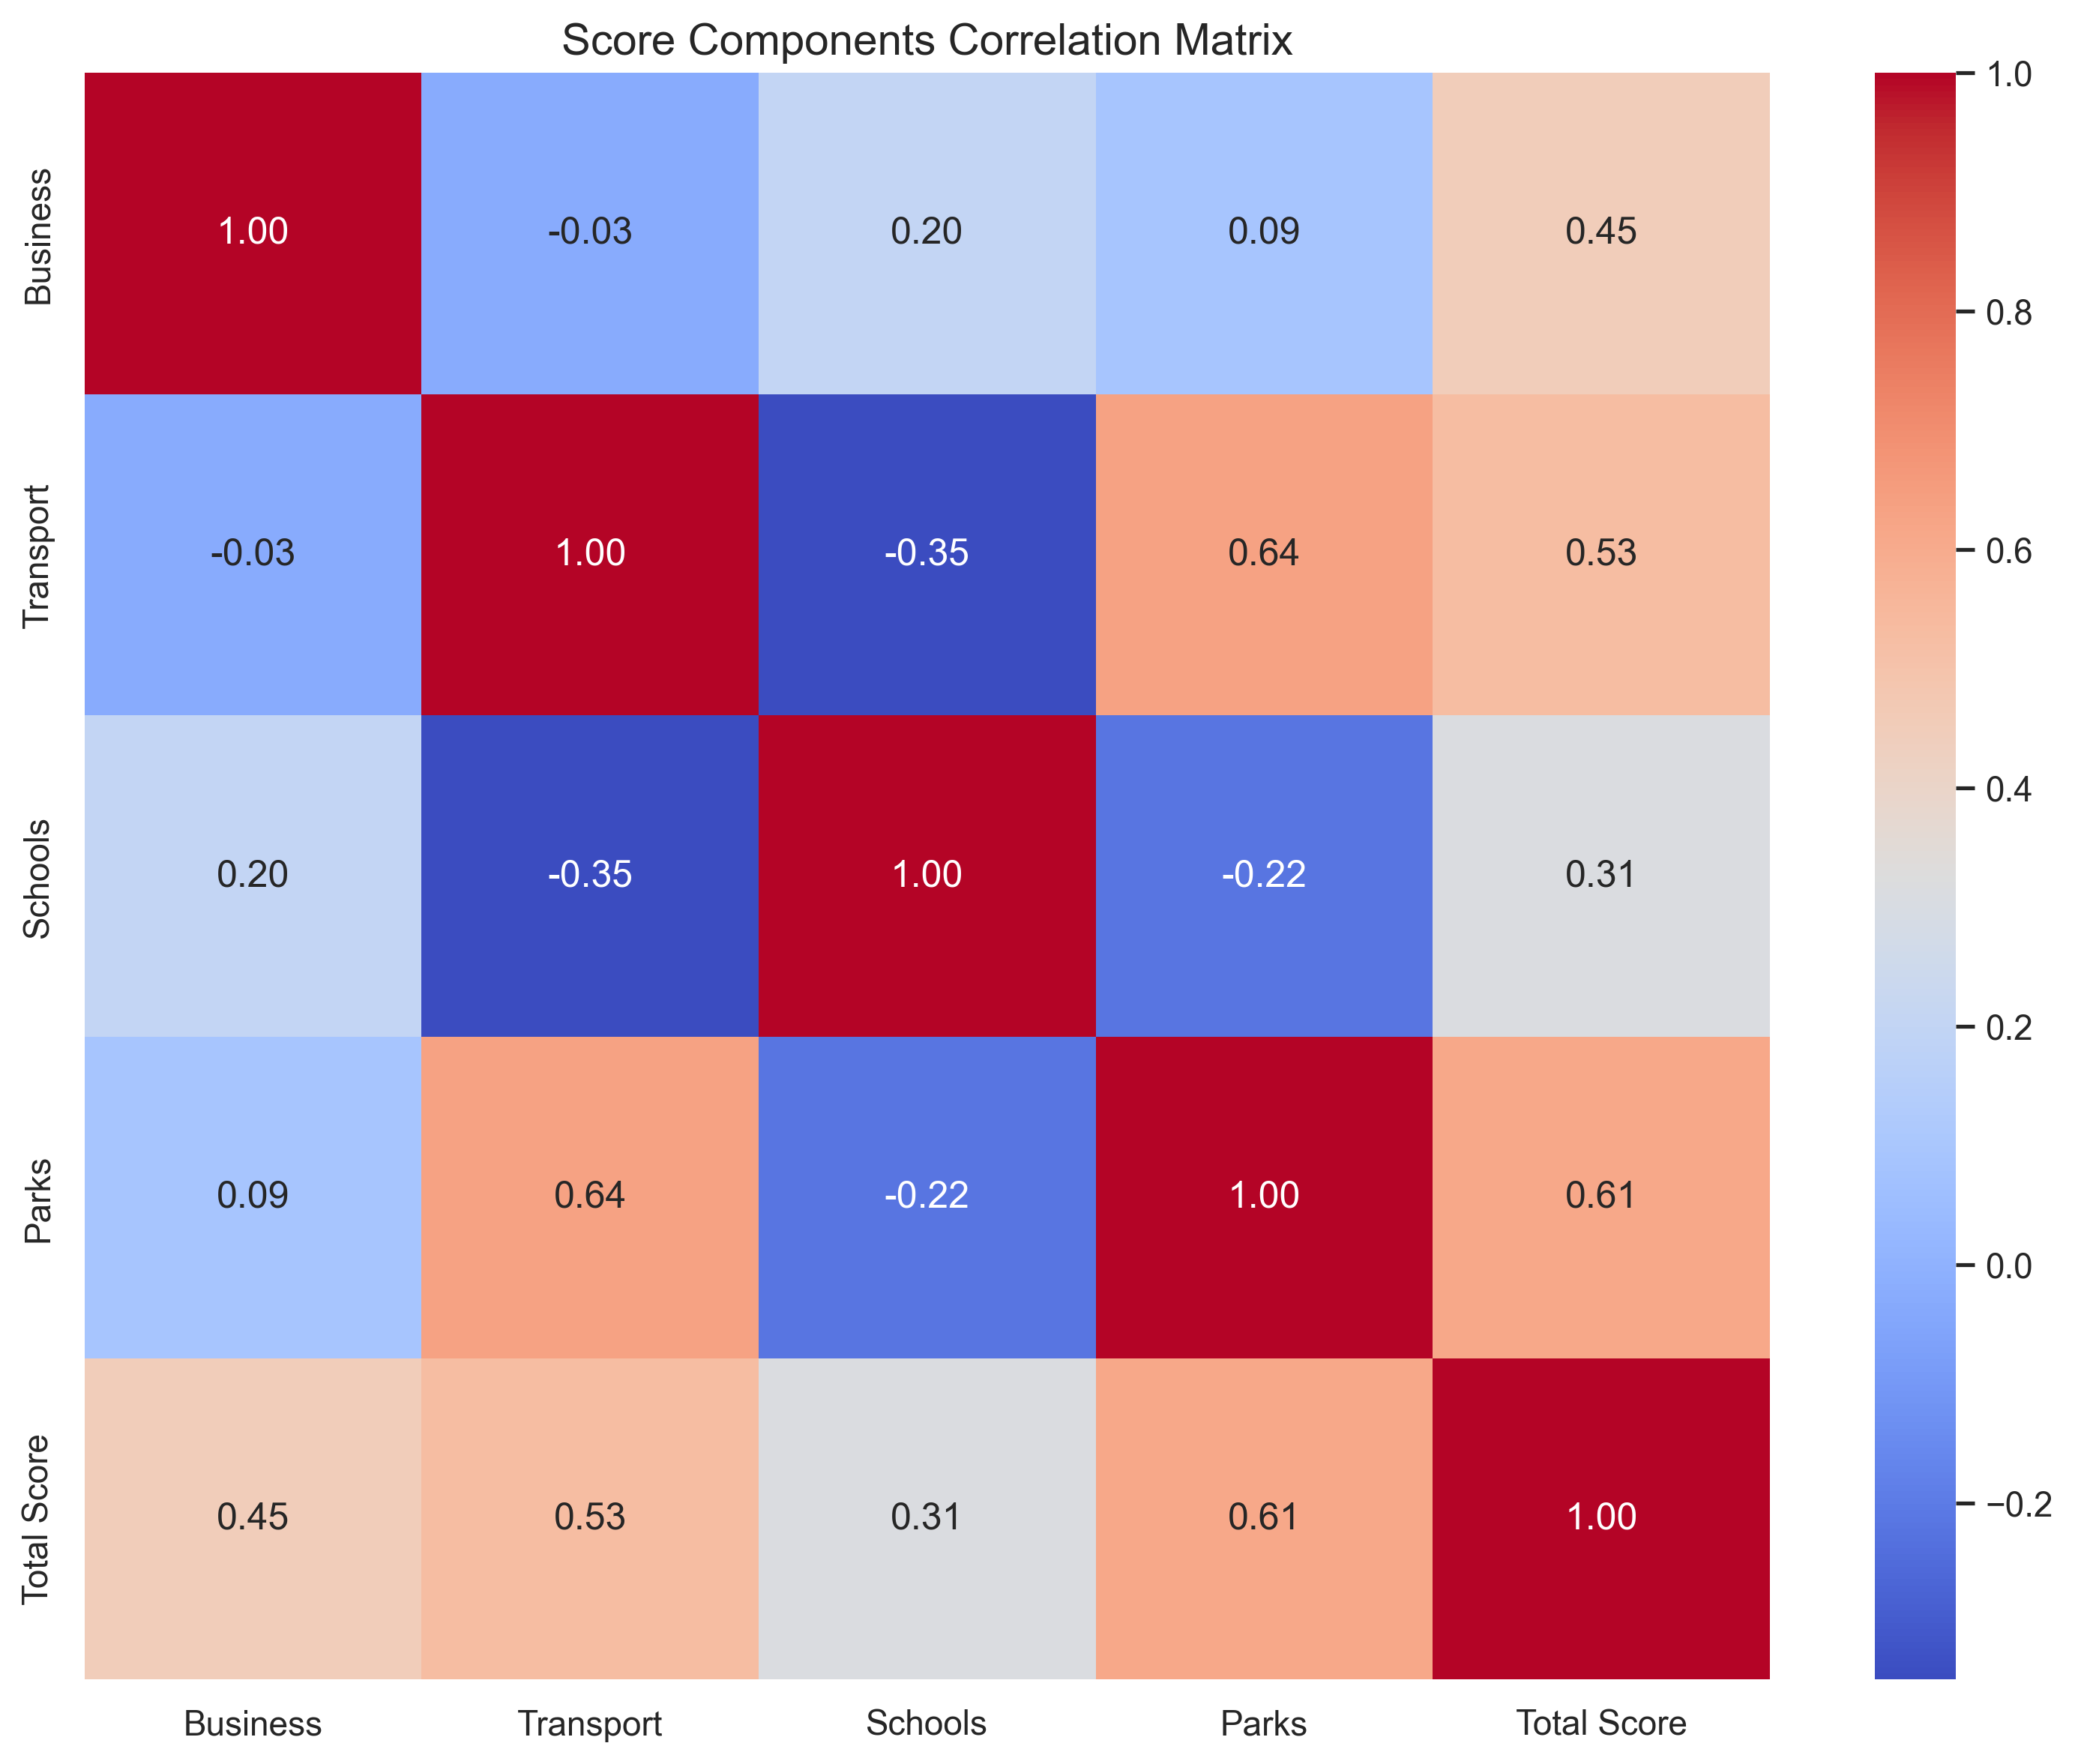 Score Components Correlation Matrix
Business 1.00 -0.03 0.20 0.09 0.45
Transport -0.03 1.00 -0.35 0.64 0.53
Schools 0.20 -0.35 1.00 -0.22 0.31
Parks 0.09 0.64 -0.22 1.00 0.61
Total Score 0.45 0.53 0.31 0.61 1.00
Business Transport Schools Parks Total Score
1.0
0.8
0.6
0.4
0.2
0.0
−0.2